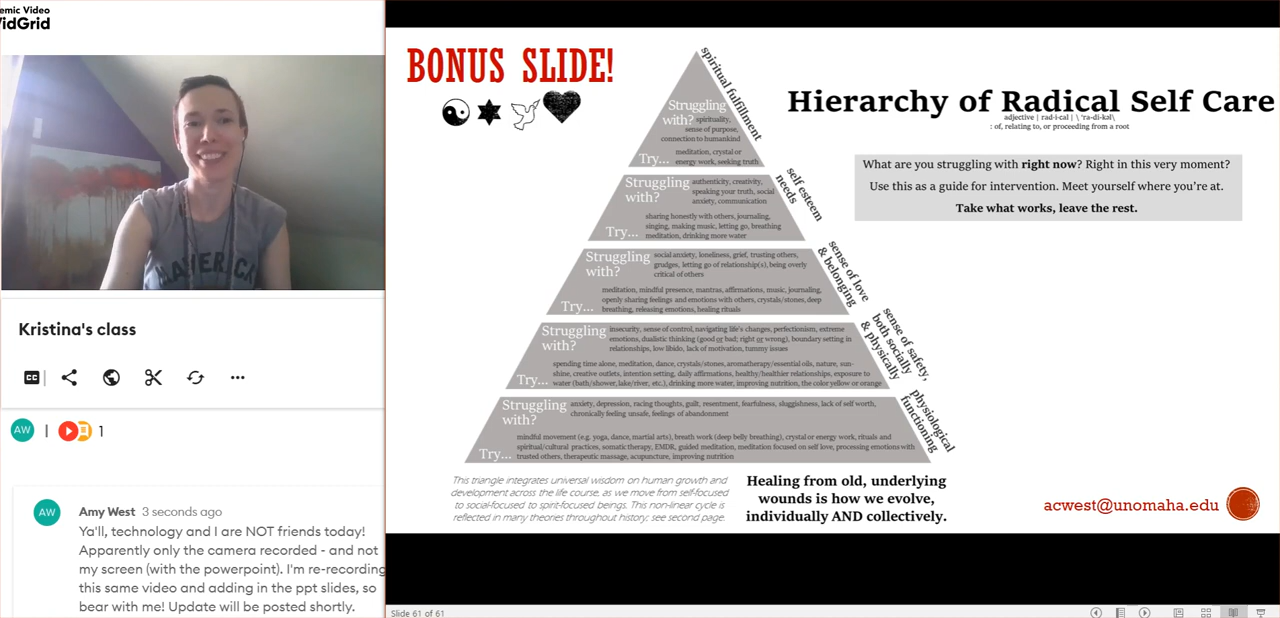 emic Video
VidGrid
MAVERICK
Kristina's class
CC
AW
1
AW
Amy West 3 seconds ago
Ya'll, technology and I are NOT friends today!
Apparently only the camera recorded - and not
my screen (with the powerpoint). I'm re-recording
this same video and adding in the ppt slides, so
bear with me! Update will be posted shortly.
BONUS SLIDE!
Hierarchy of Radical Self Care
adjective | rad·i·cal | \ ˈra-di-kəl\
: of, relating to, or proceeding from a root
What are you struggling with right now? Right in this very moment?
Use this as a guide for intervention. Meet yourself where you're at.
Take what works, leave the rest.
spiritual fulfillment
Struggling
with? spirituality,
sense of purpose,
connection to humankind
meditation, crystal or
Try... energy work, seeking truth
self esteem
needs
Struggling authenticity, creativity,
with? speaking your truth, social
anxiety, communication
sharing honestly with others, journaling,
singing, making music, letting go, breathing
Try... meditation, drinking more water
sense of love
& belonging
Struggling social anxiety, loneliness, grief, trusting others,
with? grudges, letting go of relationship(s), being overly
critical of others
meditation, mindful presence, mantras, affirmations, music, journaling,
openly sharing feelings and emotions with others, crystals/stones, deep
Try... breathing, releasing emotions, healing rituals
sense of safety,
both socially
& physically
Struggling insecurity, sense of control, navigating life's changes, perfectionism, extreme
with? emotions, dualistic thinking (good or bad; right or wrong), boundary setting in
relationships, low libido, lack of motivation, tummy issues
spending time alone, meditation, dance, crystals/stones, aromatherapy/essential oils, nature, sun-
shine, creative outlets, intention setting, daily affirmations, healthy/healthier relationships, exposure to
Try... water (bath/shower, lake/river, etc.), drinking more water, improving nutrition, the color yellow or orange
physiological
functioning
Struggling anxiety, depression, racing thoughts, guilt, resentment, fearfulness, sluggishness, lack of self worth,
with? chronically feeling unsafe, feelings of abandonment
mindful movement (e.g. yoga, dance, martial arts), breath work (deep belly breathing), crystal or energy work, rituals and
spiritual/cultural practices, somatic therapy, EMDR, guided meditation, meditation focused on self love, processing emotions with
Try... trusted others, therapeutic massage, acupuncture, improving nutrition
This triangle integrates universal wisdom on human growth and
development across the life course, as we move from self-focused
to social-focused to spirit-focused beings. This non-linear cycle is
reflected in many theories throughout history: see second page.
Healing from old, underlying
wounds is how we evolve,
individually AND collectively.
acwest@unomaha.edu
Slide 61 of 61